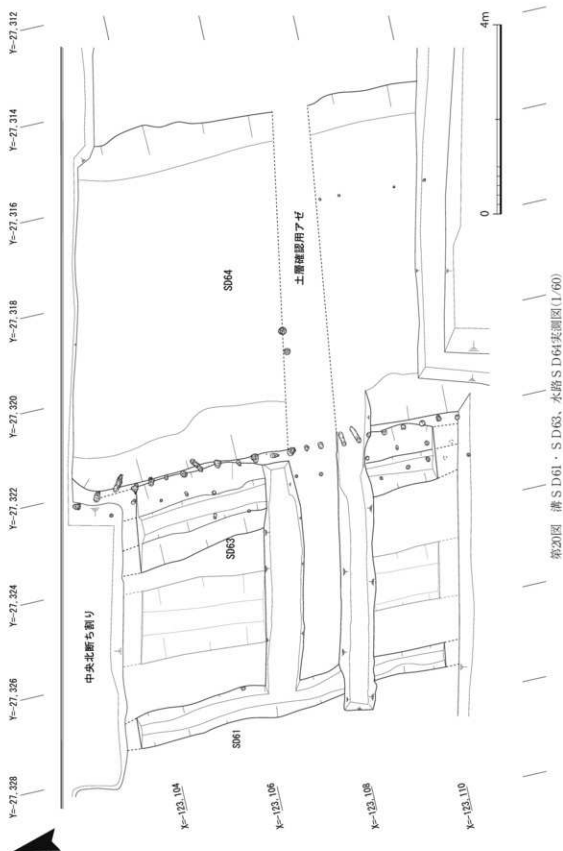 Y=-27,312
Y=-27,314
Y=-27,316
Y=-27,318
Y=-27,320
Y=-27,322
Y=-27,324
Y=-27,326
Y=-27,328
4m
0
SD64
土層確認用アゼ
SD63
中央北断ち割り
SD61
X=-123,104
X=-123,106
X=-123,108
X=-123,110
第20図 溝SD61・SD63、水路SD64実測図(1/60)